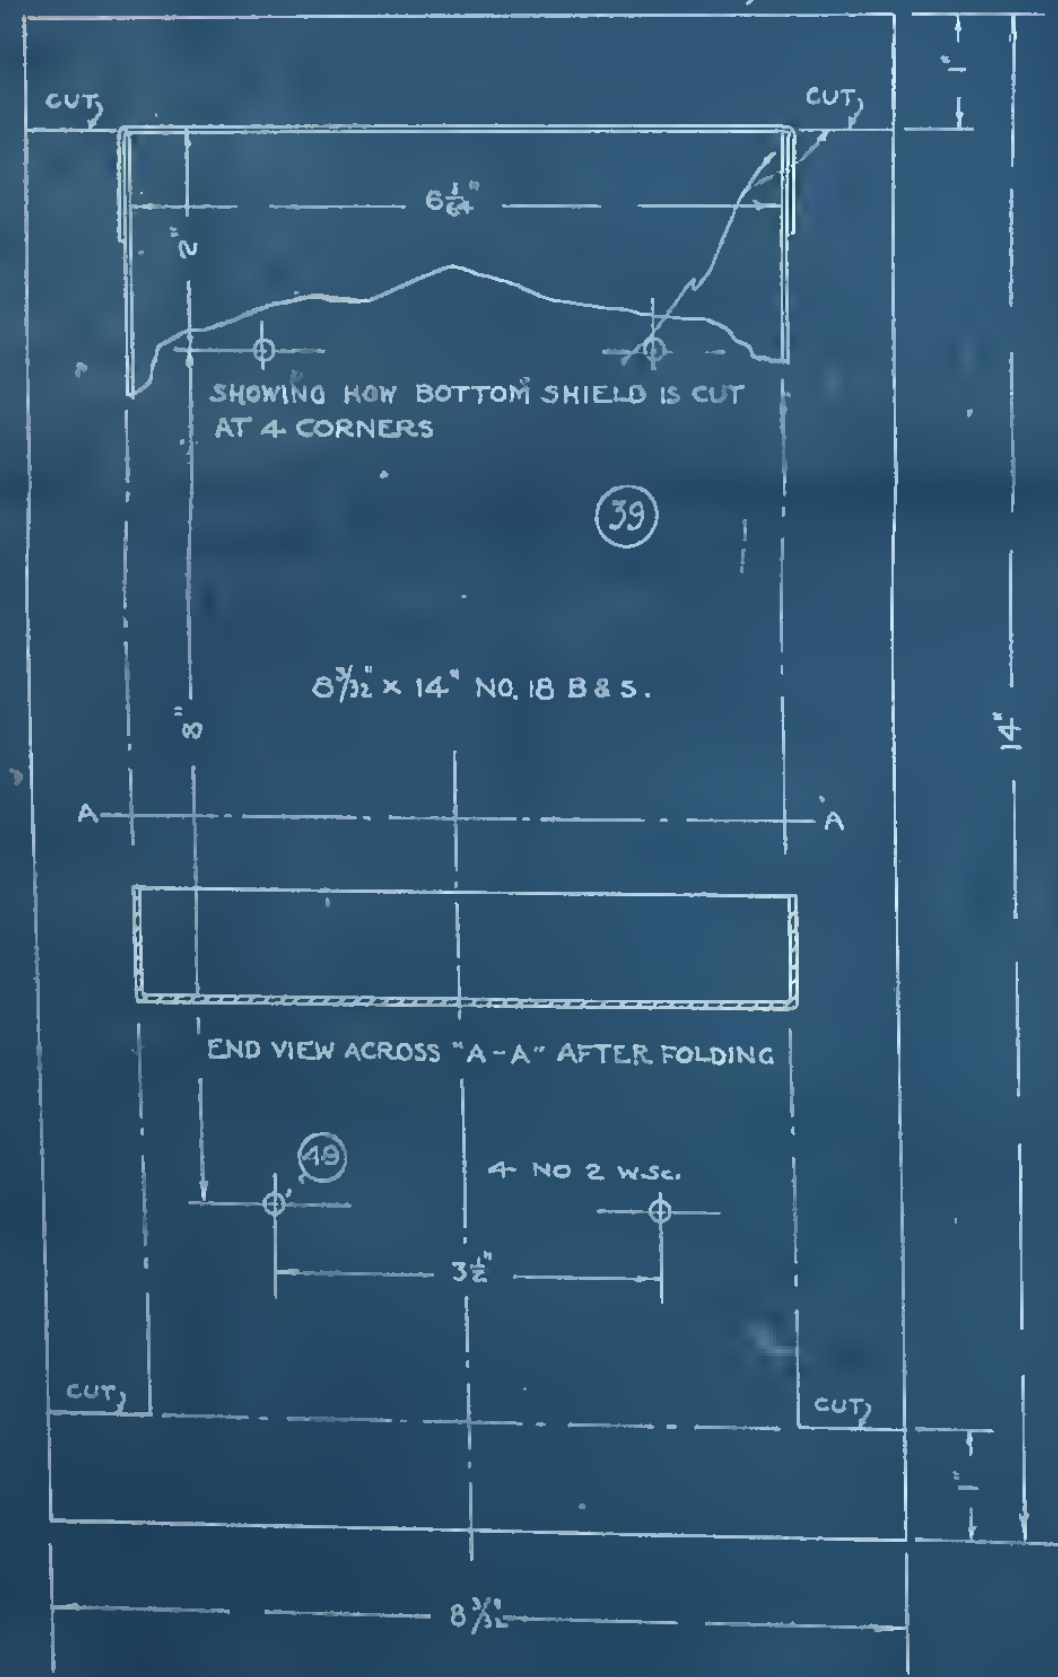 1"
CUT
CUT
6 1/64"
2"
SHOWING HOW BOTTOM SHIELD IS CUT
AT 4 CORNERS
39
8 3/32" x 14" NO. 18 B & S.
8"
14"
A
A
END VIEW ACROSS "A-A" AFTER FOLDING
49
4 NO 2 W.Sc.
3 1/2"
CUT
CUT
1"
8 3/32"